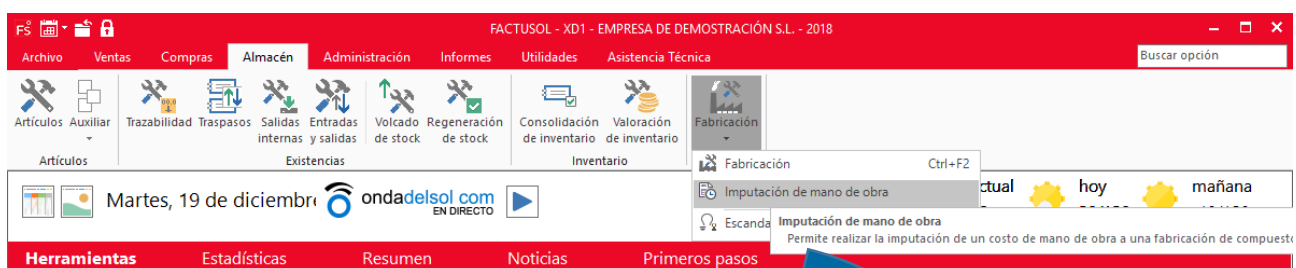 FS
FACTUSOL - XD1 - EMPRESA DE DEMOSTRACIÓN S.L. - 2018
Archivo Ventas Compras Almacén Administración Informes Utilidades Asistencia Técnica Buscar opción
Artículos Auxiliar Trazabilidad Traspasos Salidas internas Entradas y salidas Volcado de stock Regeneración de stock Consolidación de inventario Valoración de inventario Fabricación
Artículos Existencias Inventario
Fabricación Ctrl+F2
Imputación de mano de obra
Escanda
Imputación de mano de obra
Permite realizar la imputación de un costo de mano de obra a una fabricación de compuesto
Martes, 19 de diciembre
ondadelsol com
EN DIRECTO
ctual hoy mañana
Herramientas Estadísticas Resumen Noticias Primeros pasos